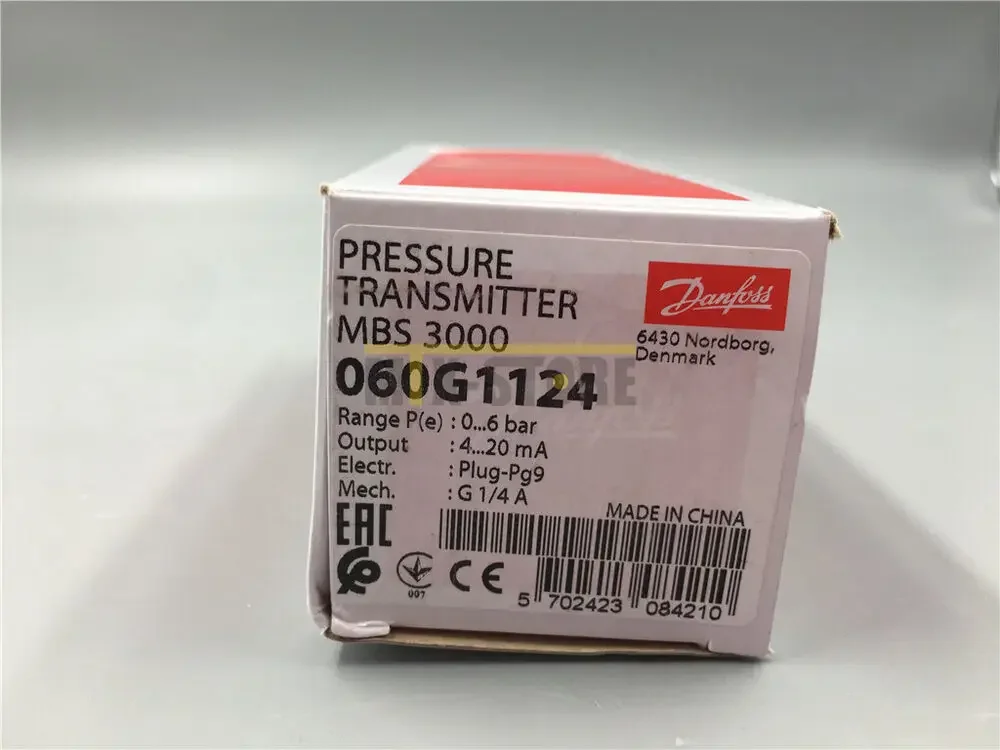 PRESSURE
TRANSMITTER
MBS 3000
060G1124
Range P(e) : 0...6 bar
Output : 4...20 mA
Electr. : Plug-Pg9
Mech. : G 1/4 A
Danfoss
6430 Nordborg,
Denmark
MADE IN CHINA
EAC
007
CE
5 702423 084210